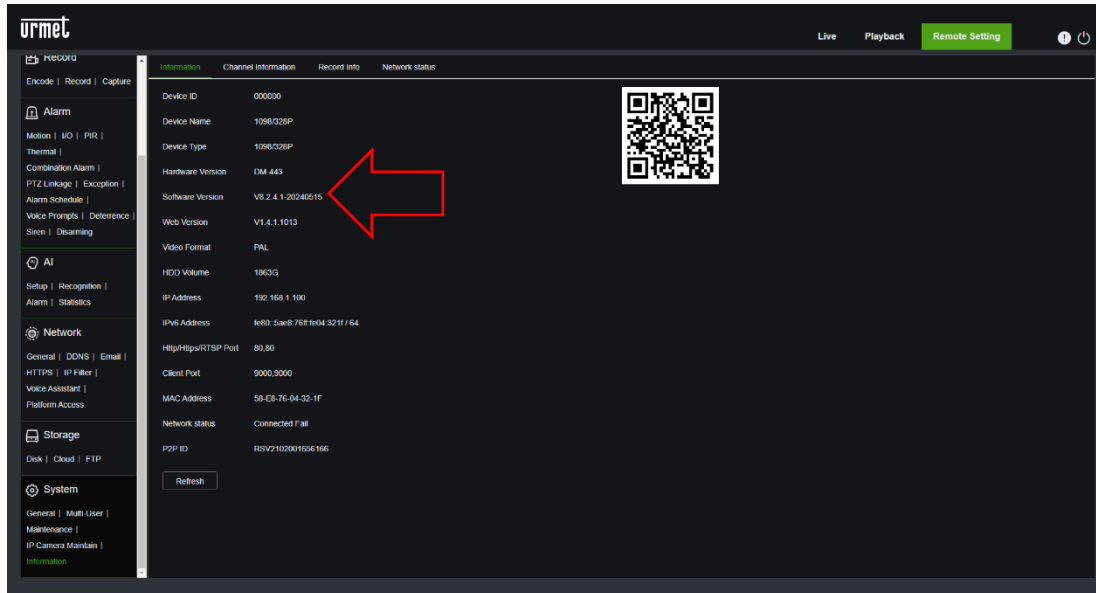 urmet
Live Playback Remote Setting
Record
Encode | Record | Capture
Alarm
Motion | I/O | PIR |
Thermal |
Combination Alarm |
PTZ Linkage | Exception |
Alarm Schedule |
Voice Prompts | Deterrence |
Siren | Disarming
AI
Setup | Recognition |
Alarm | Statistics
Network
General | DDNS | Email |
HTTPS | IP Filter |
Voice Assistant |
Platform Access
Storage
Disk | Cloud | FTP
System
General | Multi-User |
Maintenance |
IP Camera Maintain |
Information
Information Channel Information Record Info Network status
Device ID 000000
Device Name 1098/328P
Device Type 1098/328P
Hardware Version DM-443
Software Version V8.2.4.1-20240515
Web Version V1.4.1.1013
Video Format PAL
HDD Volume 1863G
IP Address 192.168.1.100
IPv6 Address fe80::5ae8:76ff:fe04:321f / 64
Http/Https/RTSP Port 80,80
Client Port 9000,9000
MAC Address 58-E8-76-04-32-1F
Network status Connected Fail
P2P ID RSV2102001656166
Refresh